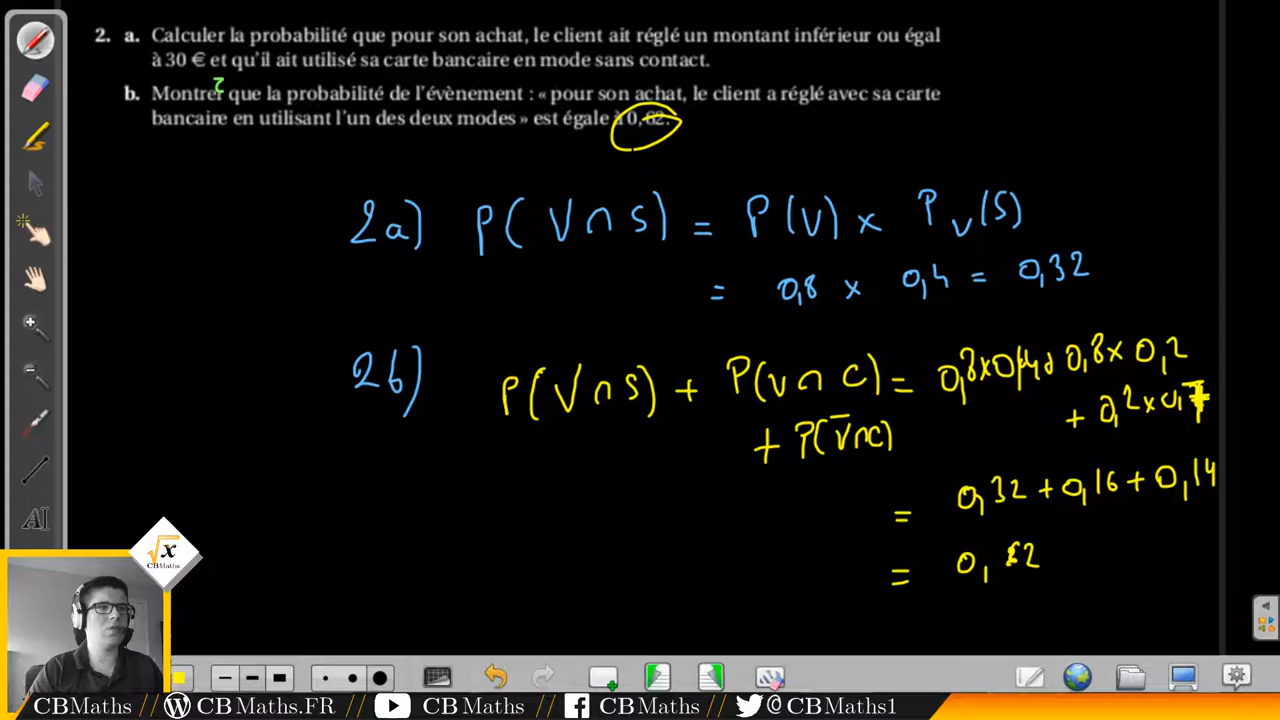 2. a. Calculer la probabilité que pour son achat, le client ait réglé un montant inférieur ou égal
à 30 € et qu'il ait utilisé sa carte bancaire en mode sans contact.
b. Montrer que la probabilité de l'évènement : « pour son achat, le client a réglé avec sa carte
bancaire en utilisant l'un des deux modes » est égale à 0,62.
2a) P( V ∩ S ) = P(V) × P_V(S)
= 0,8 × 0,4 = 0,32
2b) P(V ∩ S) + P(V ∩ C) = 0,8 × 0,4 + 0,8 × 0,2
+ P(V̅ ∩ C) + 0,2 × 0,7
= 0,32 + 0,16 + 0,14
= 0,62
AI
√x
CBMaths
CBMaths CBMaths.FR CBMaths CBMaths @CBMaths1